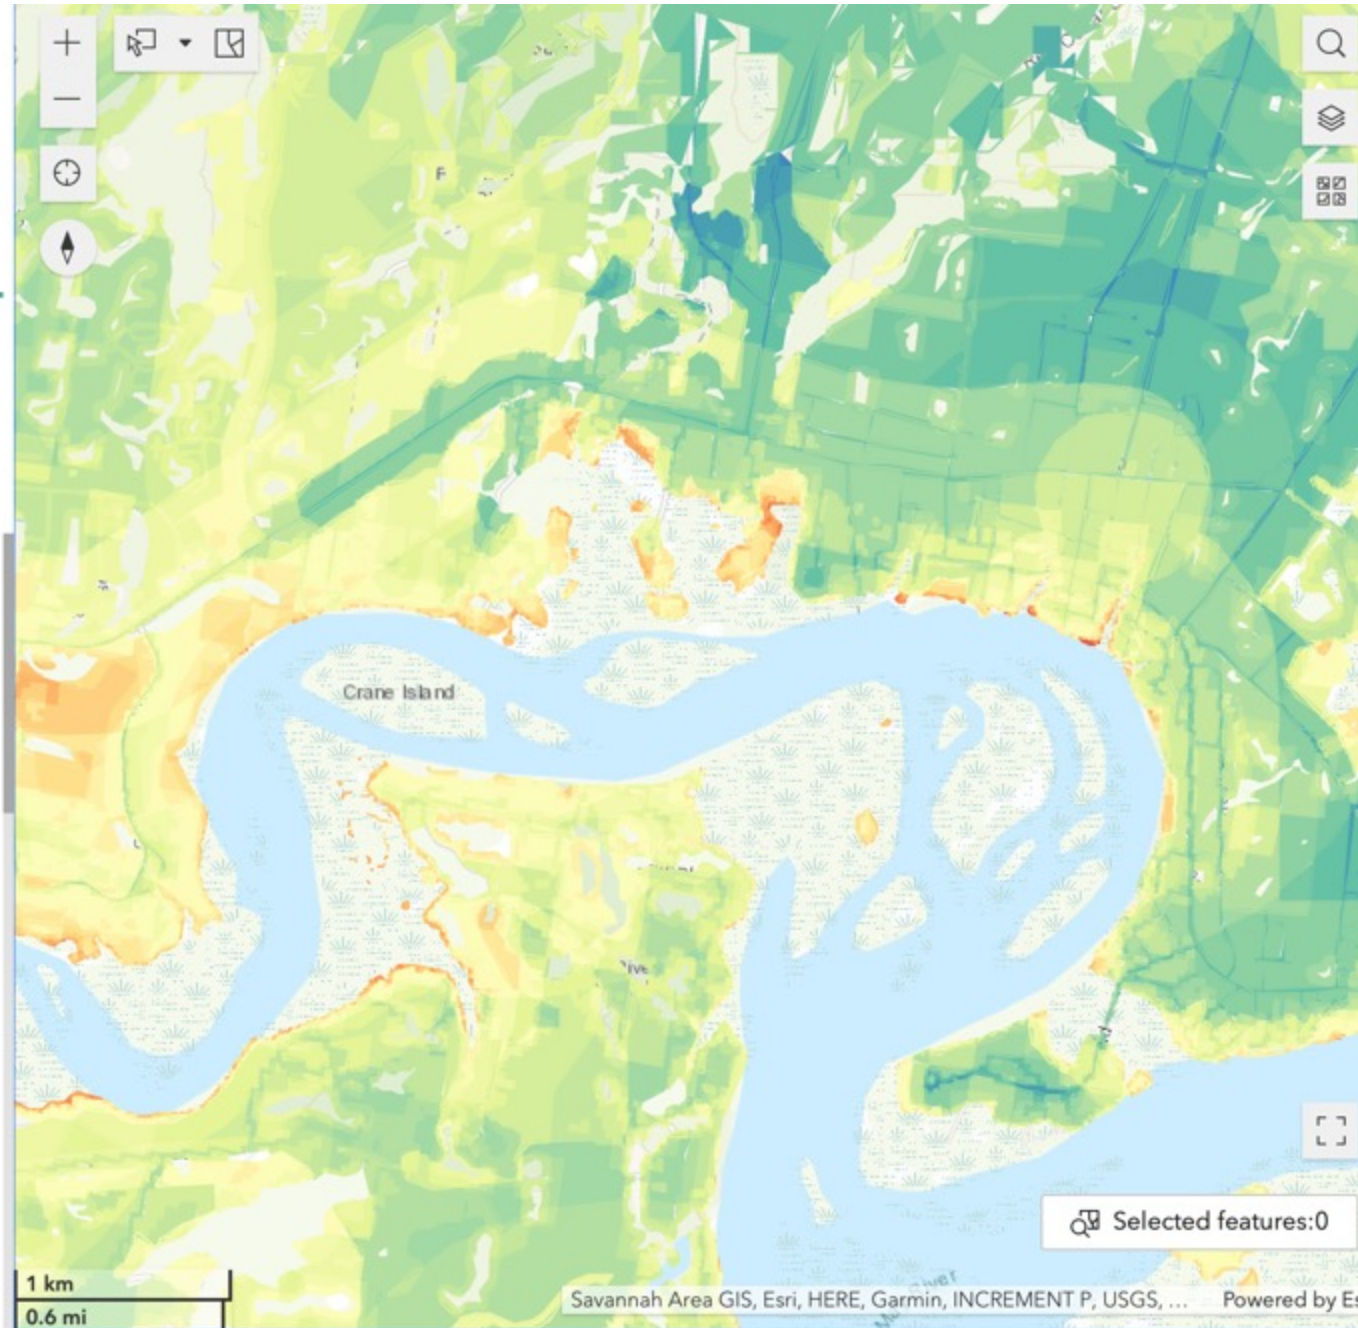 Crane Island
Selected features:0
1 km
0.6 mi
Savannah Area GIS, Esri, HERE, Garmin, INCREMENT P, USGS, ...
Powered by Es